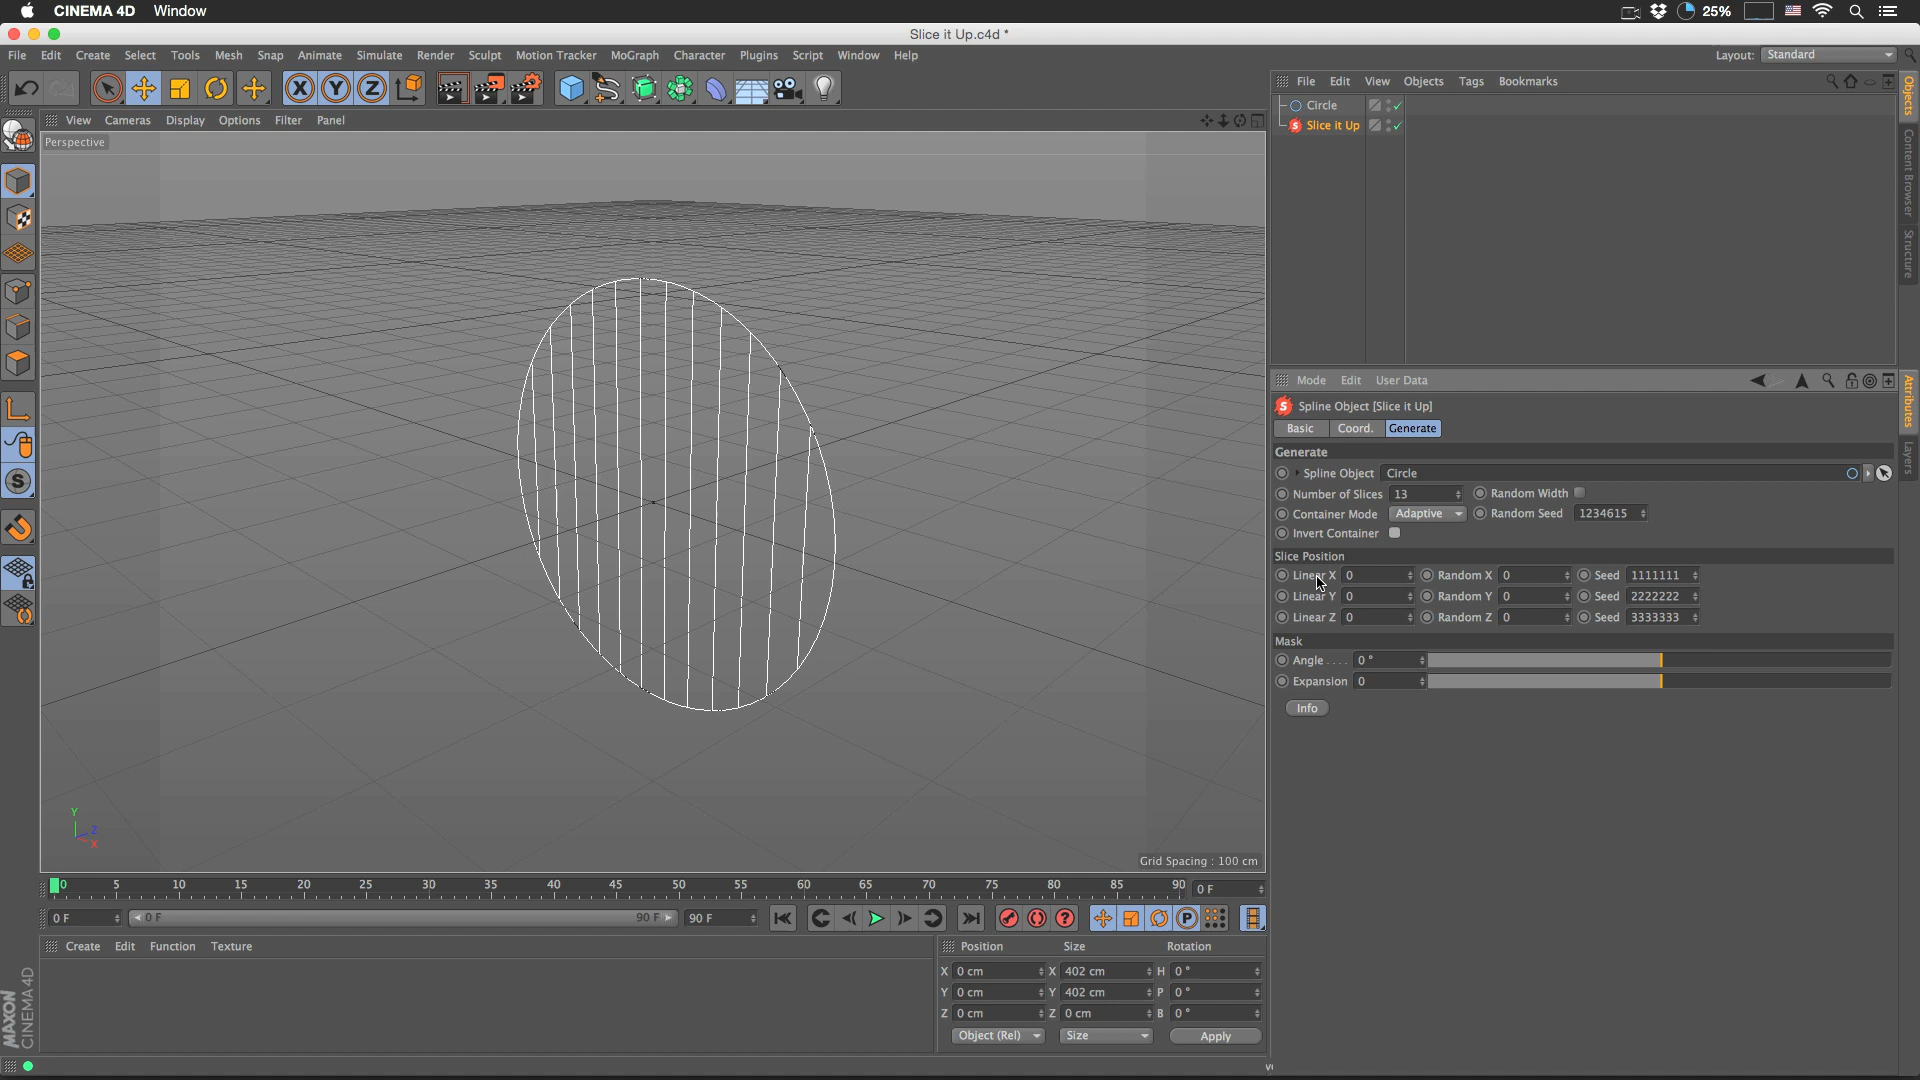 CINEMA 4D Window 25%
Slice it Up.c4d *
File Edit Create Select Tools Mesh Snap Animate Simulate Render Sculpt Motion Tracker MoGraph Character Plugins Script Window Help Layout: Standard
X Y Z
File Edit View Objects Tags Bookmarks
Objects
Content Browser
Structure
Circle
Slice it Up
View Cameras Display Options Filter Panel
Perspective
Mode Edit User Data
Attributes
Layers
Spline Object [Slice it Up]
Basic Coord. Generate
Generate
Spline Object Circle
Number of Slices 13 Random Width
Container Mode Adaptive Random Seed 1234615
Invert Container
Slice Position
Linear X 0 Random X 0 Seed 1111111
Linear Y 0 Random Y 0 Seed 2222222
Linear Z 0 Random Z 0 Seed 3333333
Mask
Angle . . . . 0 °
Expansion 0
Info
Y
Z
X
Grid Spacing : 100 cm
0 5 10 15 20 25 30 35 40 45 50 55 60 65 70 75 80 85 90 0 F
0 F 0 F 90 F 90 F
Create Edit Function Texture
Position Size Rotation
X 0 cm X 402 cm H 0 °
Y 0 cm Y 402 cm P 0 °
Z 0 cm Z 0 cm B 0 °
Object (Rel) Size Apply
MAXON
CINEMA4D